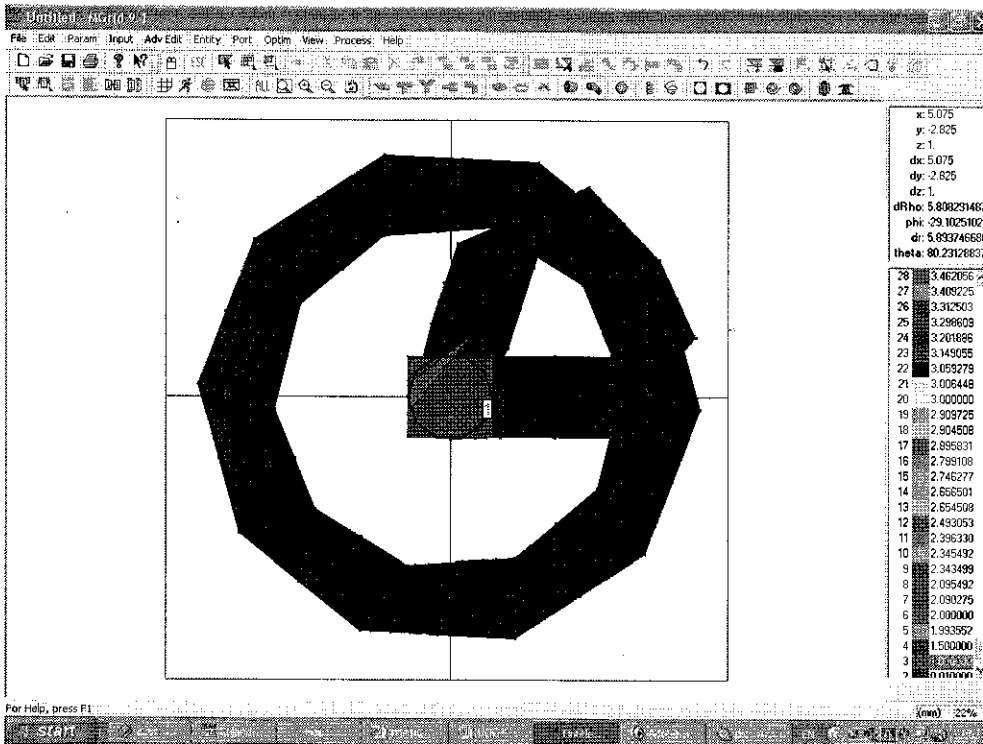 Untitled - MGrid 9.1
File Edit Param Input Adv Edit Entity Port Optim View Process Help
ESC
ALL
x: 5.075
y: -2.825
z: 1.
dx: 5.075
dy: -2.825
dz: 1.
dRho: 5.80829148
phi: -29.1025102
dr: 5.89374668
theta: 80.2312883
28 3.462056
27 3.409225
26 3.312503
25 3.298609
24 3.201886
23 3.149055
22 3.059279
21 3.006448
20 3.000000
19 2.909725
18 2.904508
17 2.895831
16 2.799108
15 2.746277
14 2.656501
13 2.654508
12 2.493053
11 2.396330
10 2.345492
9 2.343499
8 2.095492
7 2.090275
6 2.000000
5 1.993552
4 1.500000
3
2 0.010000
For Help, press F1
(mm) 22%
START